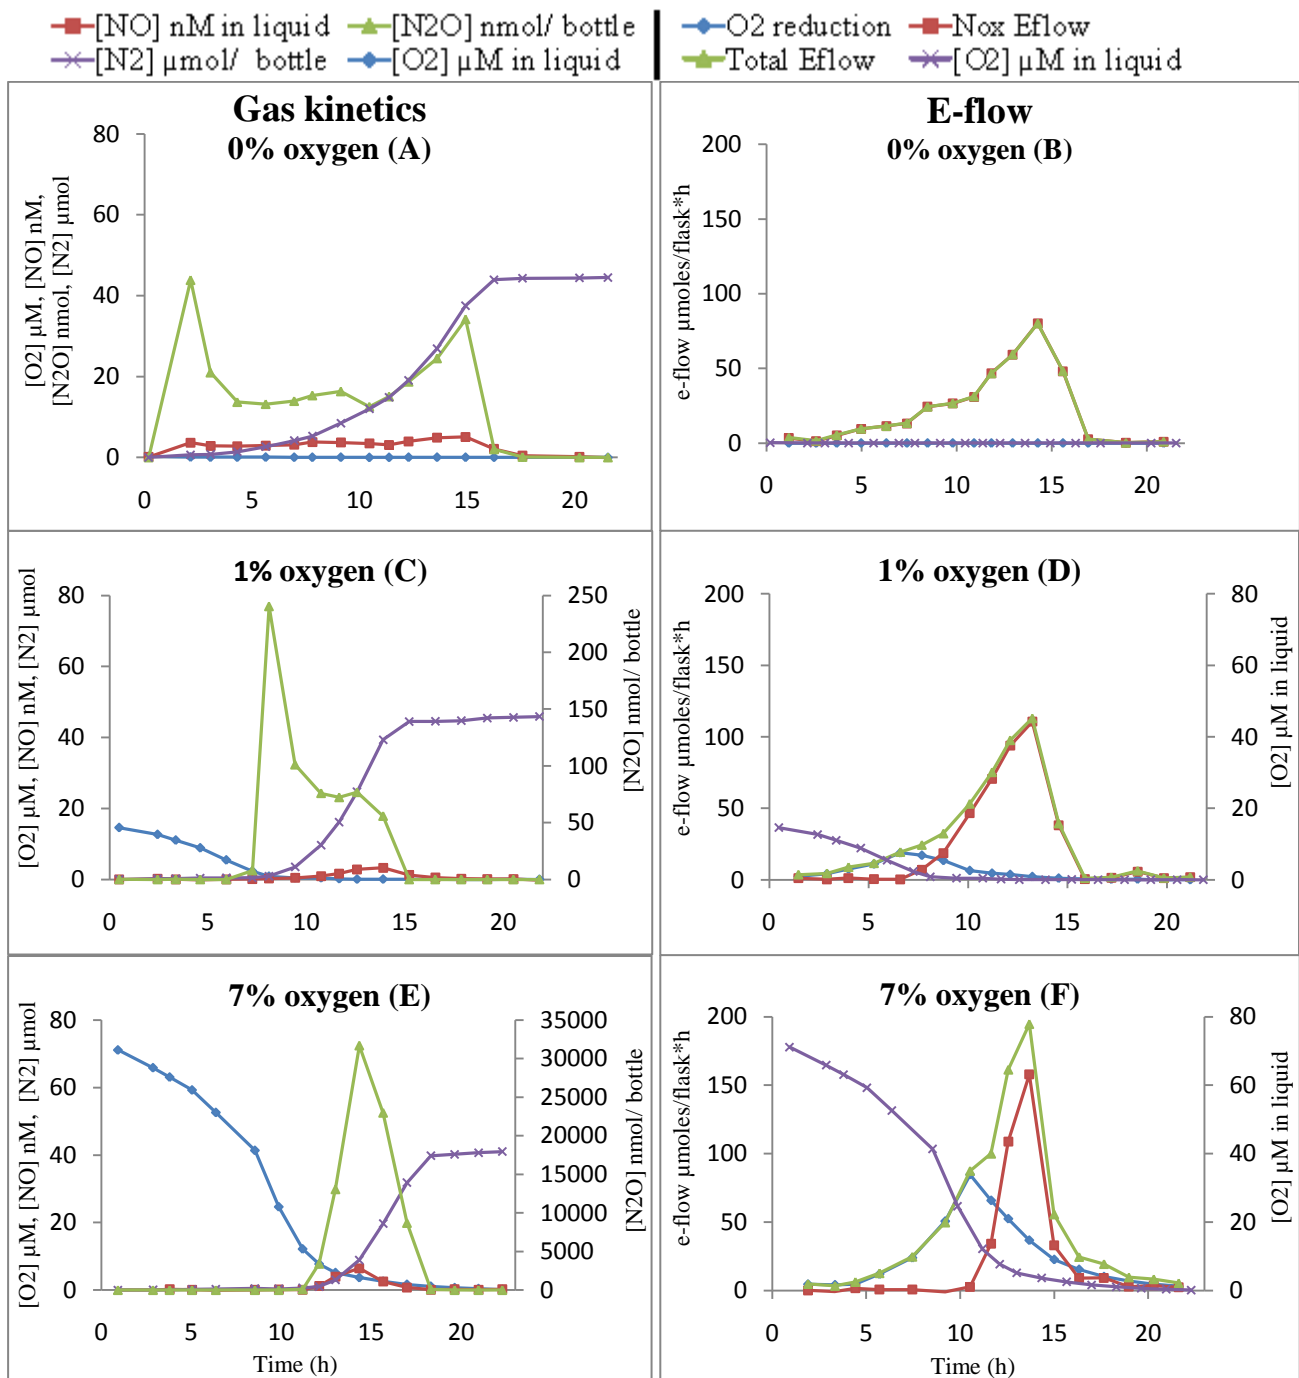 [NO] nM in liquid [N2O] nmol/ bottle O2 reduction Nox Eflow
[N2] µmol/ bottle [O2] µM in liquid Total Eflow [O2] µM in liquid
Gas kinetics
0% oxygen (A)
[O2] µM, [NO] nM,
[N2O] nmol, [N2] µmol
80
60
40
20
0
0 5 10 15 20
E-flow
0% oxygen (B)
e-flow µmoles/flask*h
200
150
100
50
0
0 5 10 15 20
1% oxygen (C)
[O2] µM, [NO] nM, [N2] µmol
80
60
40
20
0
0 5 10 15 20
250
200
150
100
50
0
[N2O] nmol/ bottle
1% oxygen (D)
e-flow µmoles/flask*h
200
150
100
50
0
0 5 10 15 20
80
60
40
20
0
[O2] µM in liquid
7% oxygen (E)
[O2] µM, [NO] nM, [N2] µmol
80
60
40
20
0
0 5 10 15 20
Time (h)
35000
30000
25000
20000
15000
10000
5000
0
[N2O] nmol/ bottle
7% oxygen (F)
e-flow µmoles/flask*h
200
150
100
50
0
0 5 10 15 20
Time (h)
80
60
40
20
0
[O2] µM in liquid